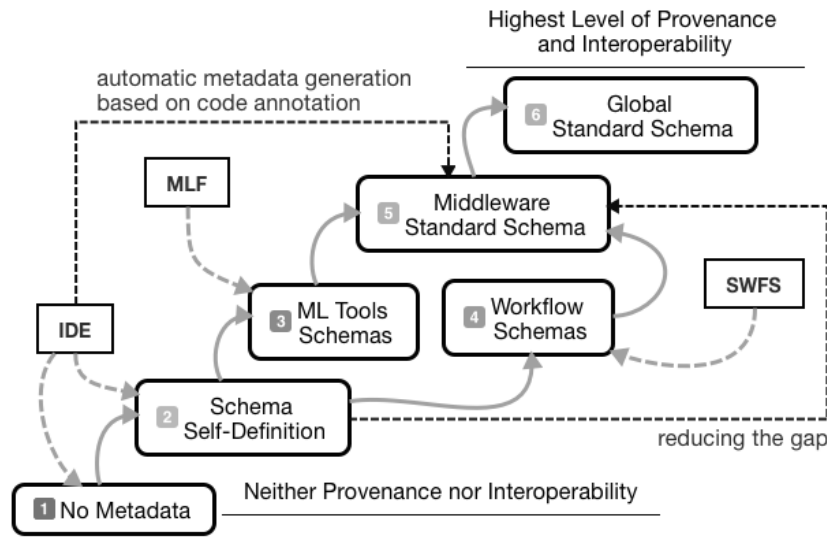 Highest Level of Provenance
and Interoperability
automatic metadata generation
based on code annotation
6 Global
Standard Schema
MLF
5 Middleware
Standard Schema
SWFS
3 ML Tools
Schemas
4 Workflow
Schemas
IDE
2 Schema
Self-Definition
reducing the gap
1 No Metadata
Neither Provenance nor Interoperability